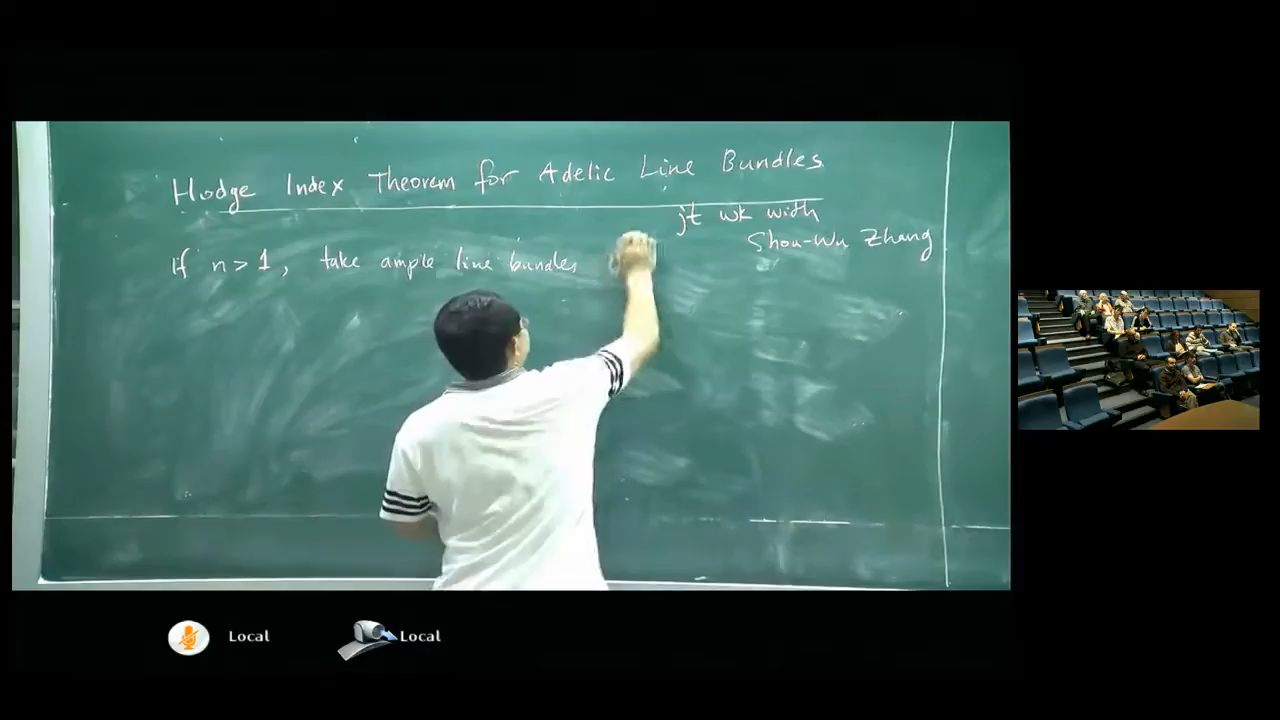 Hodge Index Theorem for Adelic Line Bundles
jt wk with
Shou-Wu Zhang
If n > 1, take ample line bundles
Local
Local